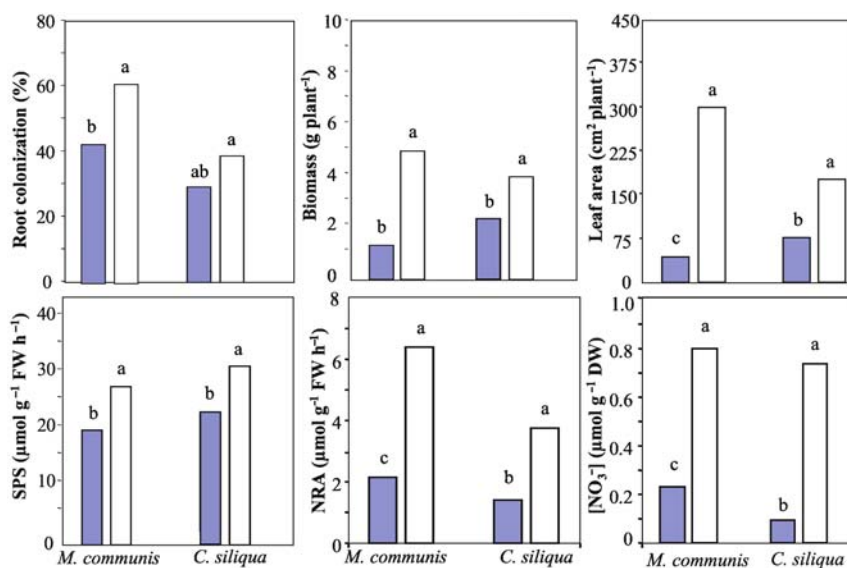 Root colonization (%)
80
60
40
20
0
b
a
ab
a
Biomass (g plant⁻¹)
10
8
6
4
2
0
b
a
b
a
Leaf area (cm² plant⁻¹)
450
375
300
225
150
75
0
c
a
b
a
SPS (µmol g⁻¹ FW h⁻¹)
40
30
20
10
0
b
a
b
a
M. communis C. siliqua
NRA (µmol g⁻¹ FW h⁻¹)
8
6
4
2
0
c
a
b
a
M. communis C. siliqua
[NO₃⁻] (µmol g⁻¹ DW)
1.0
0.8
0.6
0.4
0.2
0
c
a
b
a
M. communis C. siliqua